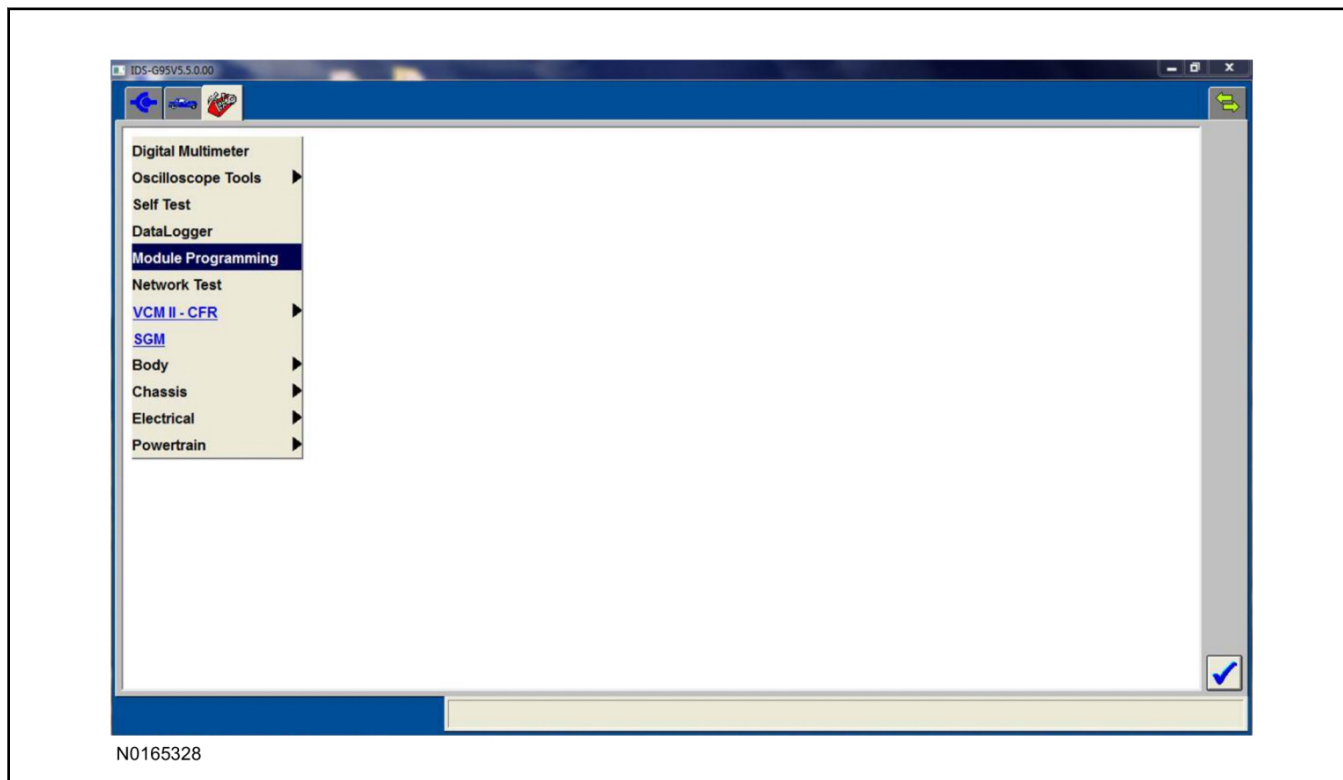 IDS-G95V5.5.0.00
Digital Multimeter
Oscilloscope Tools
Self Test
DataLogger
Module Programming
Network Test
VCM II - CFR
SGM
Body
Chassis
Electrical
Powertrain
N0165328